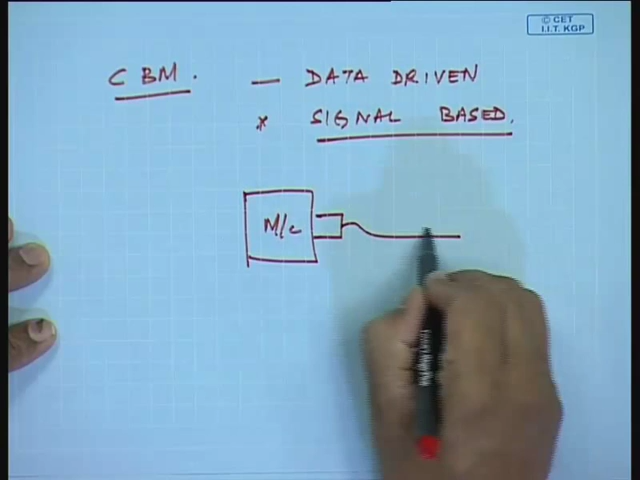 © CET
I.I.T. KGP
CBM. — DATA DRIVEN
* SIGNAL BASED.
M/c